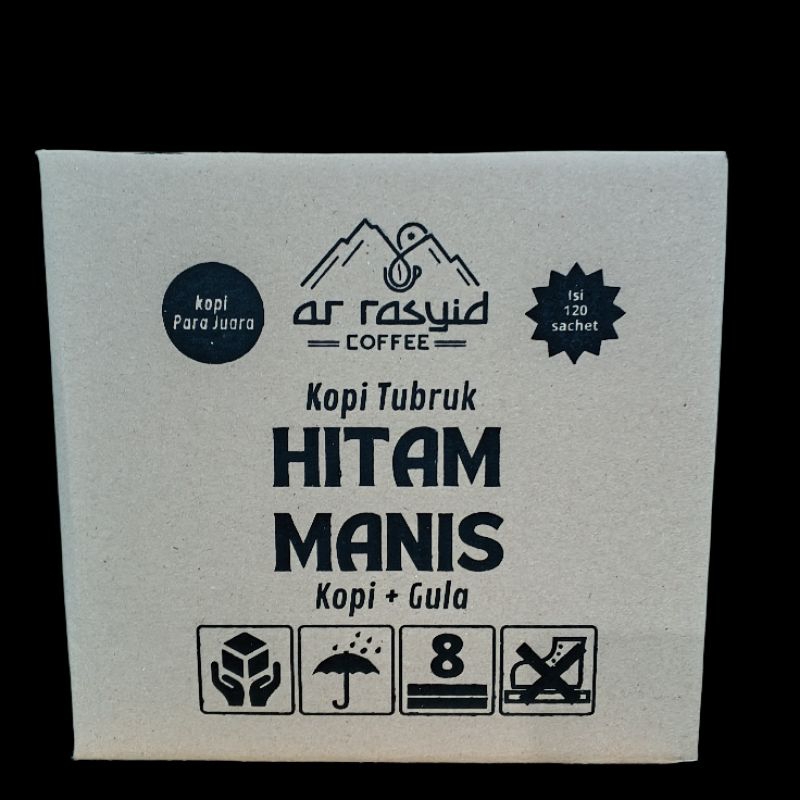 kopi
Para Juara
ar rasyid
COFFEE
Isi
120
sachet
Kopi Tubruk
HITAM
MANIS
Kopi + Gula
8